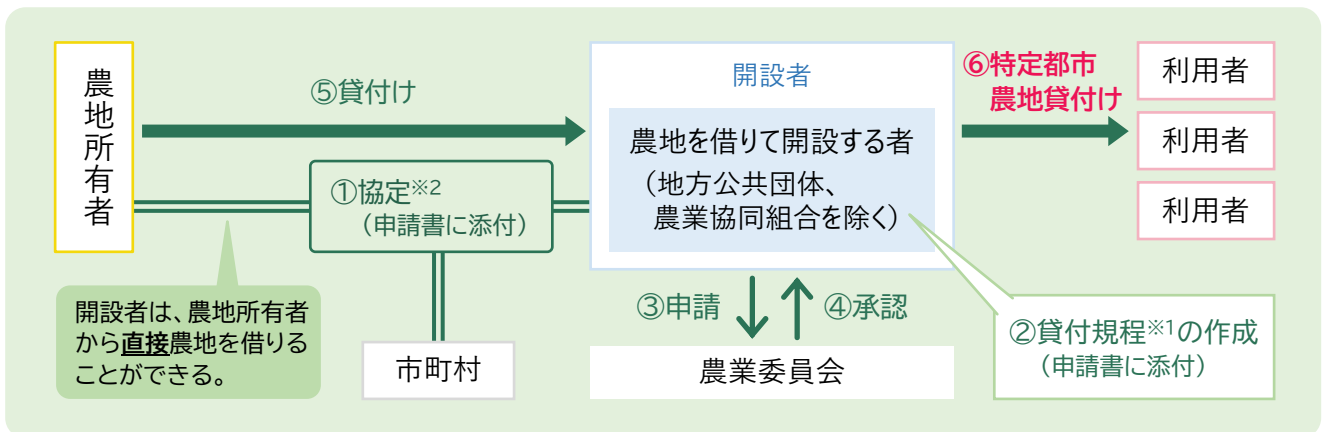 農地所有者
⑤貸付け
①協定※2
（申請書に添付）
開設者は、農地所有者
から直接農地を借りる
ことができる。
市町村
開設者
農地を借りて開設する者
（地方公共団体、
農業協同組合を除く）
③申請
④承認
農業委員会
⑥特定都市
農地貸付け
利用者
利用者
利用者
②貸付規程※1の作成
（申請書に添付）